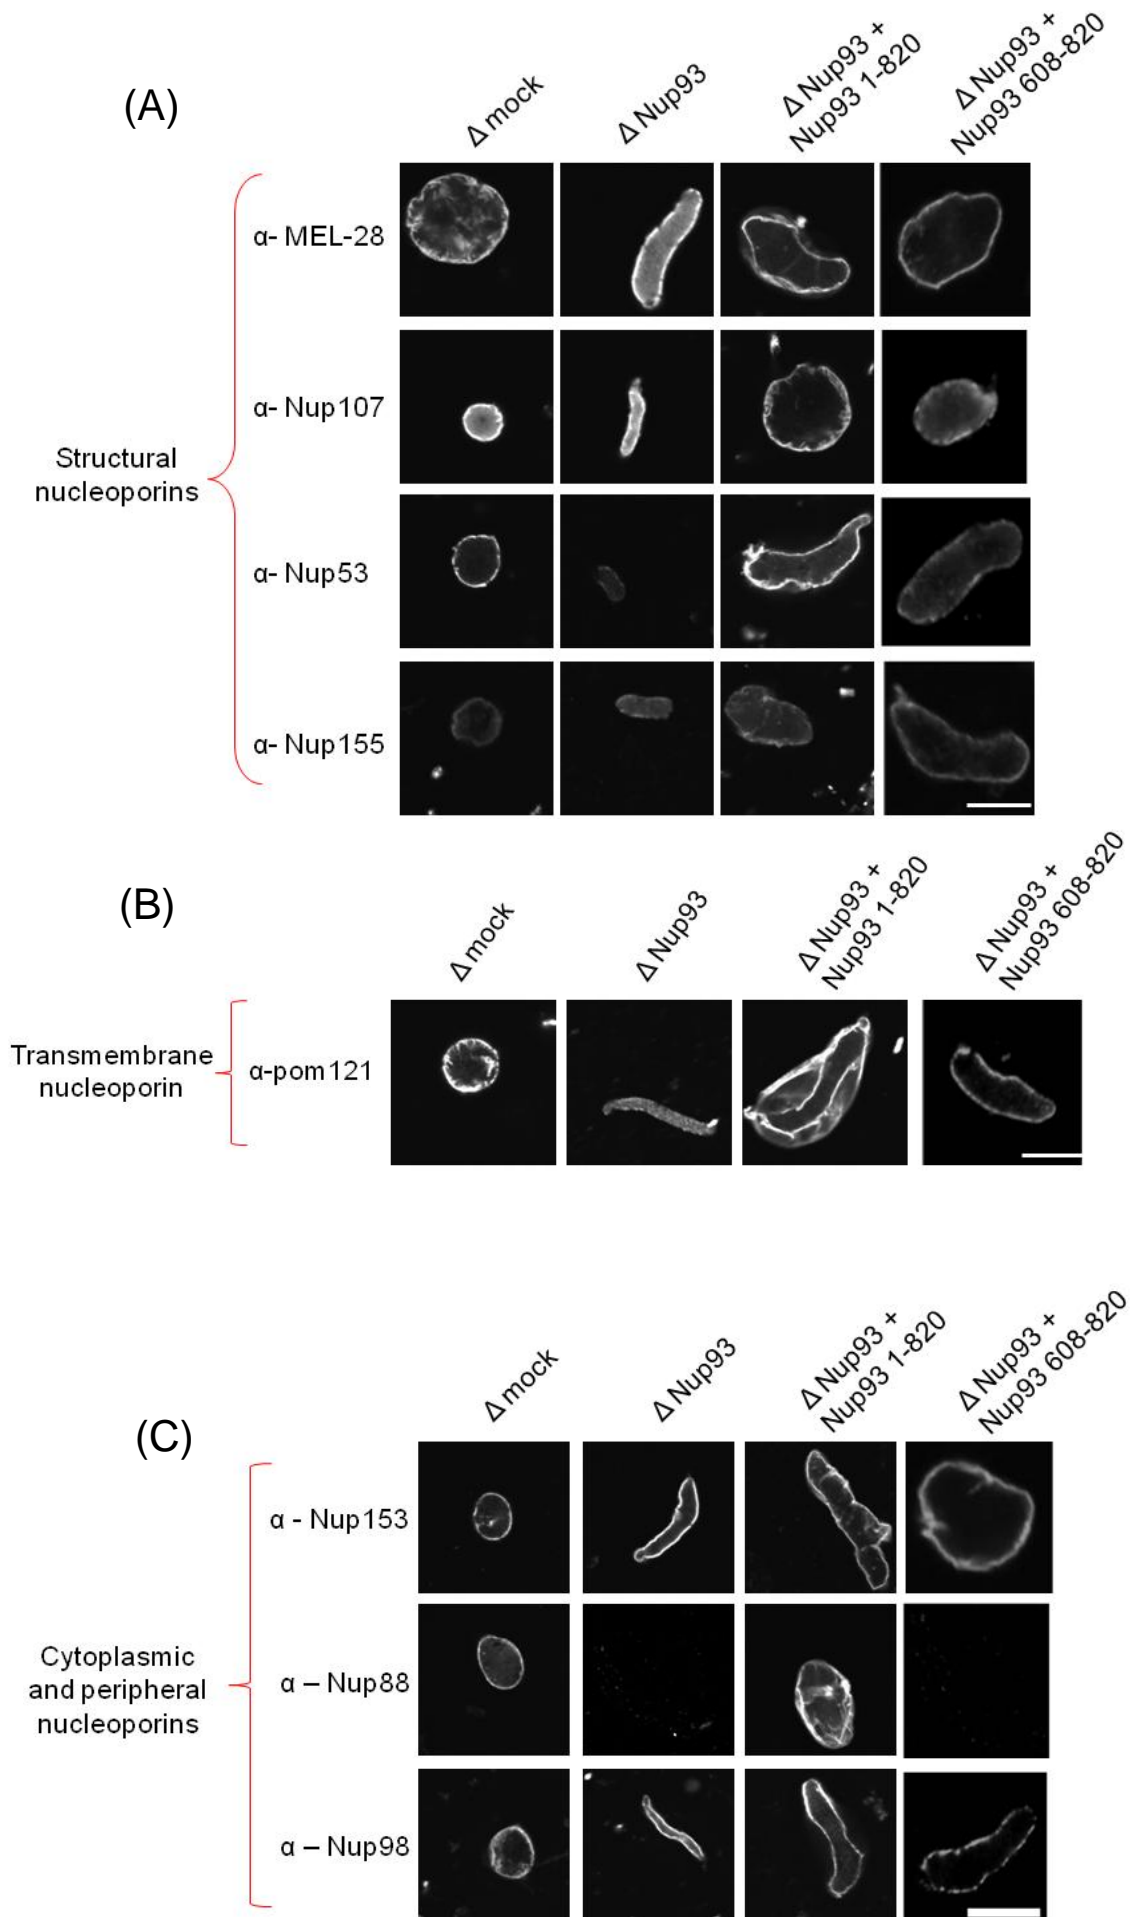 (A)
Δ mock
Δ Nup93
Δ Nup93 +
Nup93 1-820
Δ Nup93 +
Nup93 608-820
α- MEL-28
α- Nup107
Structural
nucleoporins
α- Nup53
α- Nup155
(B)
Δ mock
Δ Nup93
Δ Nup93 +
Nup93 1-820
Δ Nup93 +
Nup93 608-820
Transmembrane
nucleoporin
α-pom121
(C)
Δ mock
Δ Nup93
Δ Nup93 +
Nup93 1-820
Δ Nup93 +
Nup93 608-820
α - Nup153
Cytoplasmic
and peripheral
nucleoporins
α – Nup88
α – Nup98